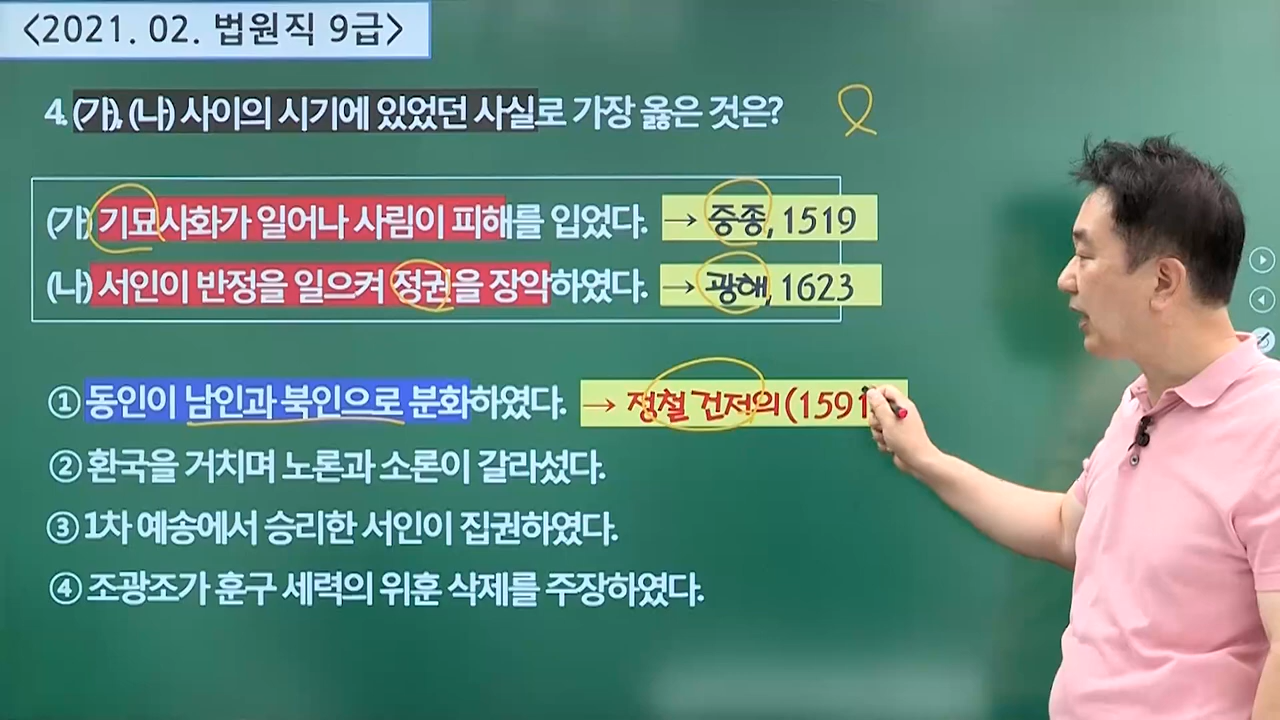 <2021. 02. 법원직 9급>
4. (가), (나) 사이의 시기에 있었던 사실로 가장 옳은 것은?
(가) 기묘사화가 일어나 사림이 피해를 입었다. → 중종, 1519
(나) 서인이 반정을 일으켜 정권을 장악하였다. → 광해, 1623
① 동인이 남인과 북인으로 분화하였다. → 정철 건저의(1591
② 환국을 거치며 노론과 소론이 갈라섰다.
③ 1차 예송에서 승리한 서인이 집권하였다.
④ 조광조가 훈구 세력의 위훈 삭제를 주장하였다.